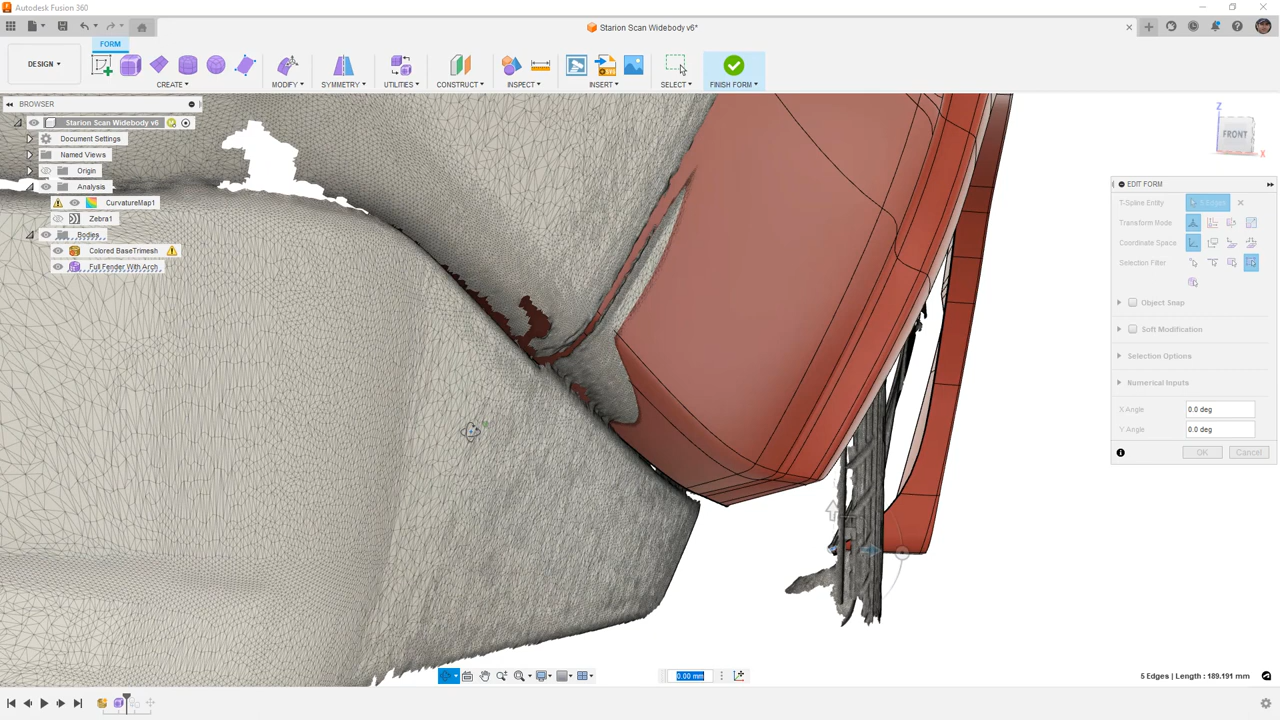 Autodesk Fusion 360
Starion Scan Widebody v6*
DESIGN
FORM
CREATE
MODIFY
SYMMETRY
UTILITIES
CONSTRUCT
INSPECT
INSERT
SELECT
FINISH FORM
BROWSER
Starion Scan Widebody v6
Document Settings
Named Views
Origin
Analysis
CurvatureMap1
Zebra1
Bodies
Colored BaseTrimesh
Full Fender With Arch
Z
FRONT
X
EDIT FORM
T-Spline Entity
5 Edges
Transform Mode
Coordinate Space
Selection Filter
Object Snap
Soft Modification
Selection Options
Numerical Inputs
X Angle 0.0 deg
Y Angle 0.0 deg
OK Cancel
0.00 mm
5 Edges | Length : 189.191 mm